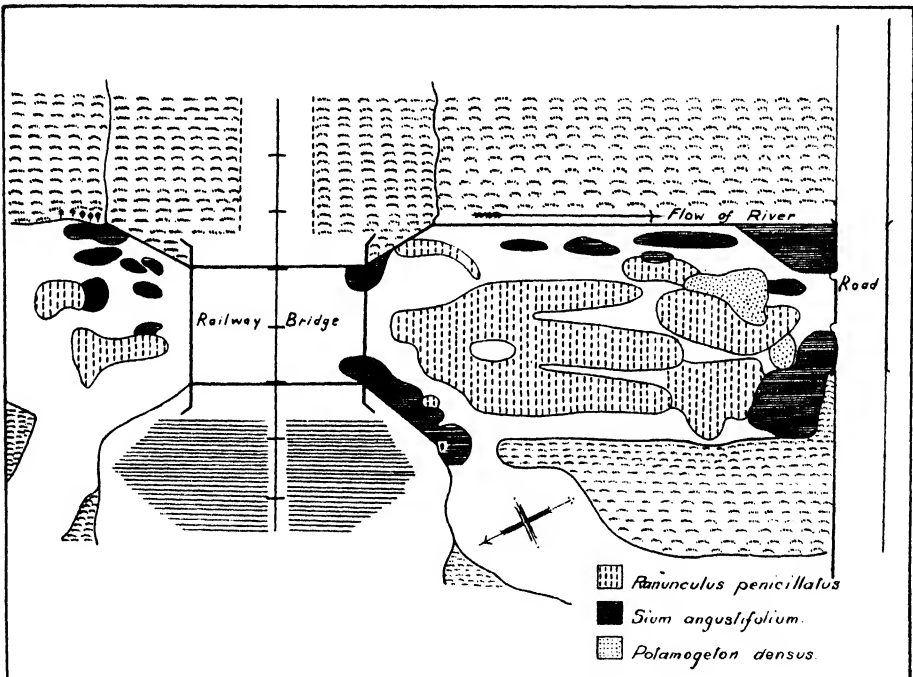 Flow of River
Railway Bridge
Road
Ranunculus penicillatus
Sium angustifolium.
Potamogeton densus.